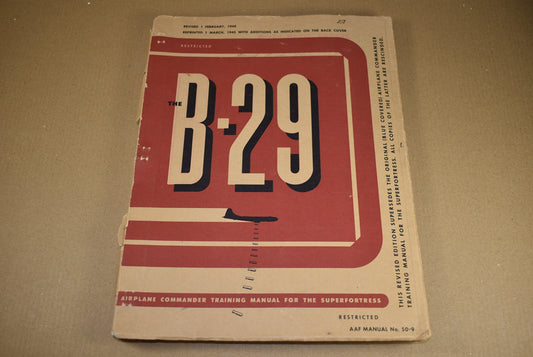 REVISED 1 FEBRUARY, 1945
REPRINTED 1 MARCH, 1945 WITH ADDITIONS AS INDICATED ON THE BACK COVER
RESTRICTED
THE
B-29
AIRPLANE COMMANDER TRAINING MANUAL FOR THE SUPERFORTRESS
THIS REVISED EDITION SUPERSEDES THE ORIGINAL (BLUE COVERED) AIRPLANE COMMANDER
TRAINING MANUAL FOR THE SUPERFORTRESS. ALL COPIES OF THE LATTER ARE RESCINDED.
RESTRICTED
AAF MANUAL No. 50-9